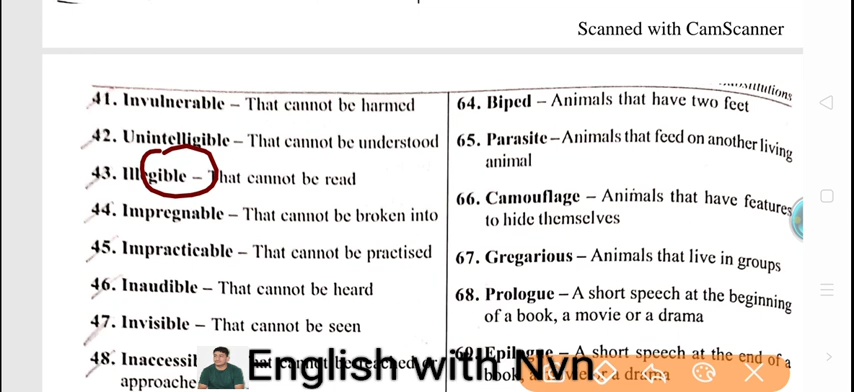 Scanned with CamScanner
41. Invulnerable – That cannot be harmed
42. Unintelligible – That cannot be understood
43. Illegible – That cannot be read
44. Impregnable – That cannot be broken into
45. Impracticable – That cannot be practised
46. Inaudible – That cannot be heard
47. Invisible – That cannot be seen
48.
approache
64. Biped – Animals that have two feet
65. Parasite – Animals that feed on another living
animal
66. Camouflage – Animals that have features
to hide themselves
67. Gregarious – Animals that live in groups
68. Prologue – A short speech at the beginning
of a book, a movie or a drama
69. Epilogue – A short speech at the end of a
book, a drama
English with Nvn